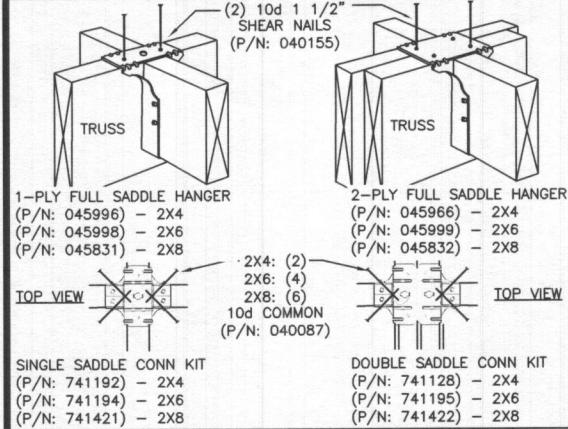 (2) 10d 1 1/2"
SHEAR NAILS
(P/N: 040155)
TRUSS
TRUSS
1-PLY FULL SADDLE HANGER
(P/N: 045996) - 2X4
(P/N: 045998) - 2X6
(P/N: 045831) - 2X8
2-PLY FULL SADDLE HANGER
(P/N: 045966) - 2X4
(P/N: 045999) - 2X6
(P/N: 045832) - 2X8
2X4: (2)
2X6: (4)
2X8: (6)
10d COMMON
(P/N: 040087)
TOP VIEW
TOP VIEW
SINGLE SADDLE CONN KIT
(P/N: 741192) - 2X4
(P/N: 741194) - 2X6
(P/N: 741421) - 2X8
DOUBLE SADDLE CONN KIT
(P/N: 741128) - 2X4
(P/N: 741195) - 2X6
(P/N: 741422) - 2X8